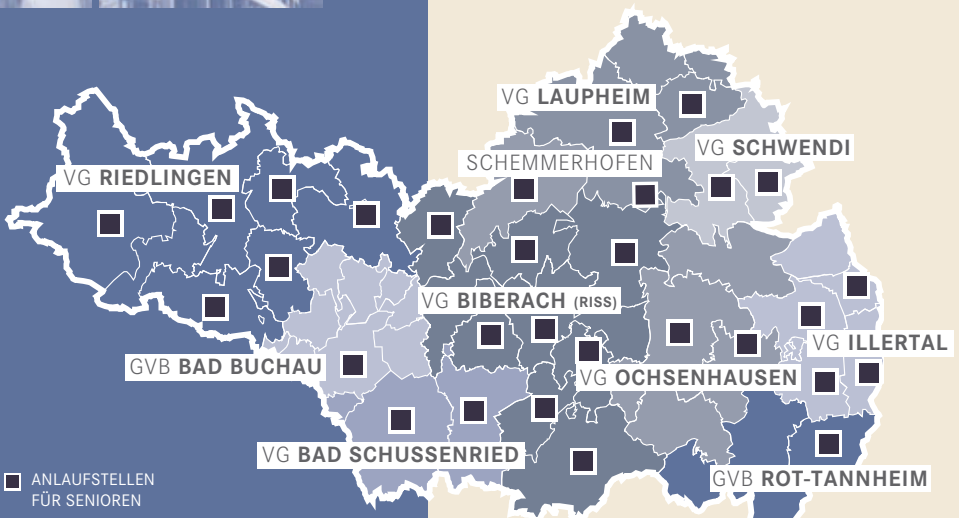 VG LAUPHEIM
VG SCHWENDI
SCHEMMERHOFEN
VG RIEDLINGEN
VG BIBERACH (RISS)
VG ILLERTAL
GVB BAD BUCHAU
VG OCHSENHAUSEN
VG BAD SCHUSSENRIED
GVB ROT-TANNHEIM
ANLAUFSTELLEN
FÜR SENIOREN